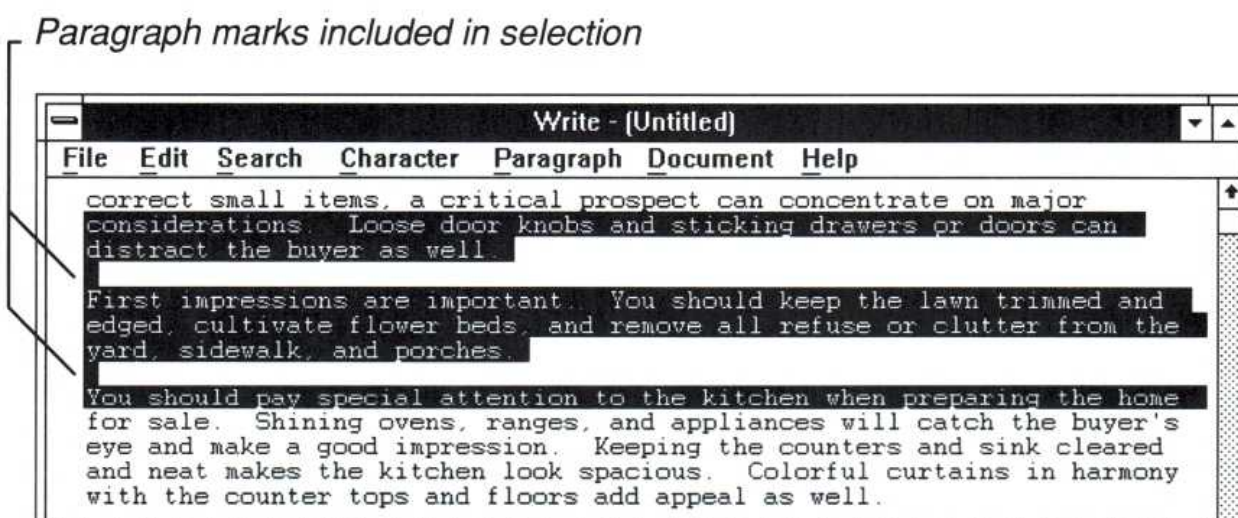 Paragraph marks included in selection
Write - (Untitled)
File Edit Search Character Paragraph Document Help
correct small items, a critical prospect can concentrate on major
considerations.  Loose door knobs and sticking drawers or doors can
distract the buyer as well.
First impressions are important.  You should keep the lawn trimmed and
edged, cultivate flower beds, and remove all refuse or clutter from the
yard, sidewalk, and porches.
You should pay special attention to the kitchen when preparing the home
for sale.  Shining ovens, ranges, and appliances will catch the buyer's
eye and make a good impression.  Keeping the counters and sink cleared
and neat makes the kitchen look spacious.  Colorful curtains in harmony
with the counter tops and floors add appeal as well.